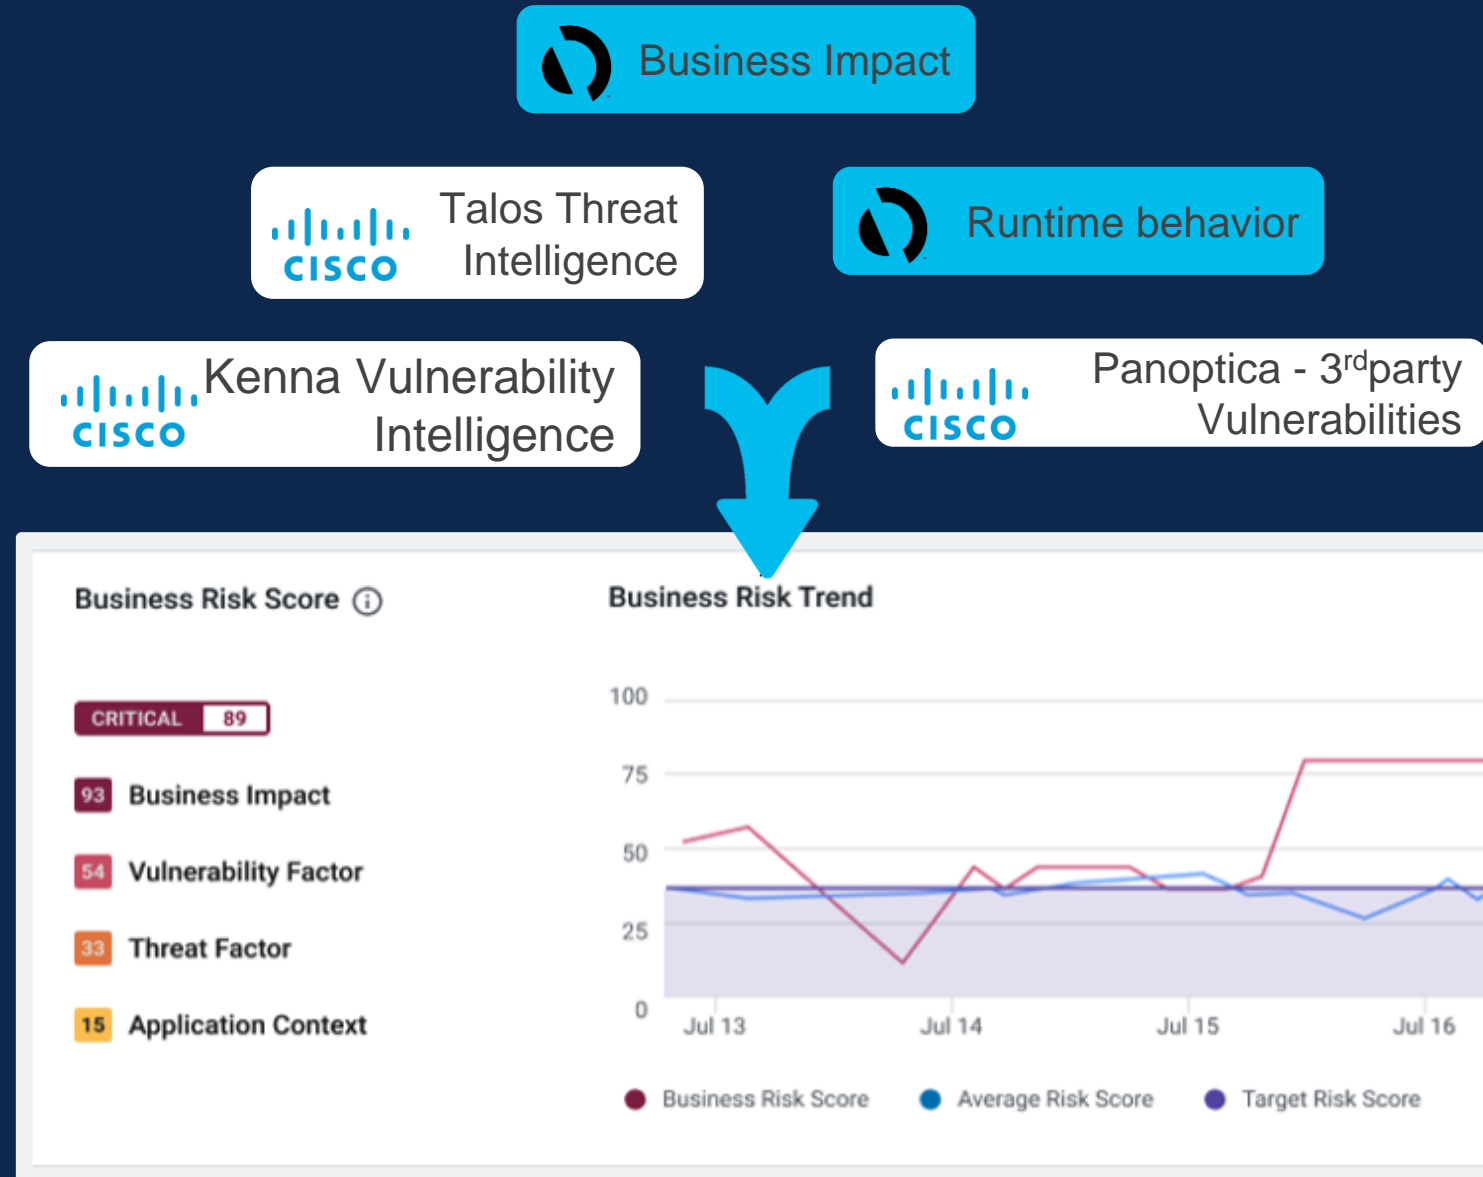 Business Impact
Talos Threat
Intelligence
CISCO
Runtime behavior
Kenna Vulnerability
Intelligence
CISCO
Panoptica - 3rdparty
Vulnerabilities
CISCO
Business Risk Score
CRITICAL 89
93 Business Impact
54 Vulnerability Factor
33 Threat Factor
15 Application Context
Business Risk Trend
100
75
50
25
0
Jul 13 Jul 14 Jul 15 Jul 16
Business Risk Score Average Risk Score Target Risk Score